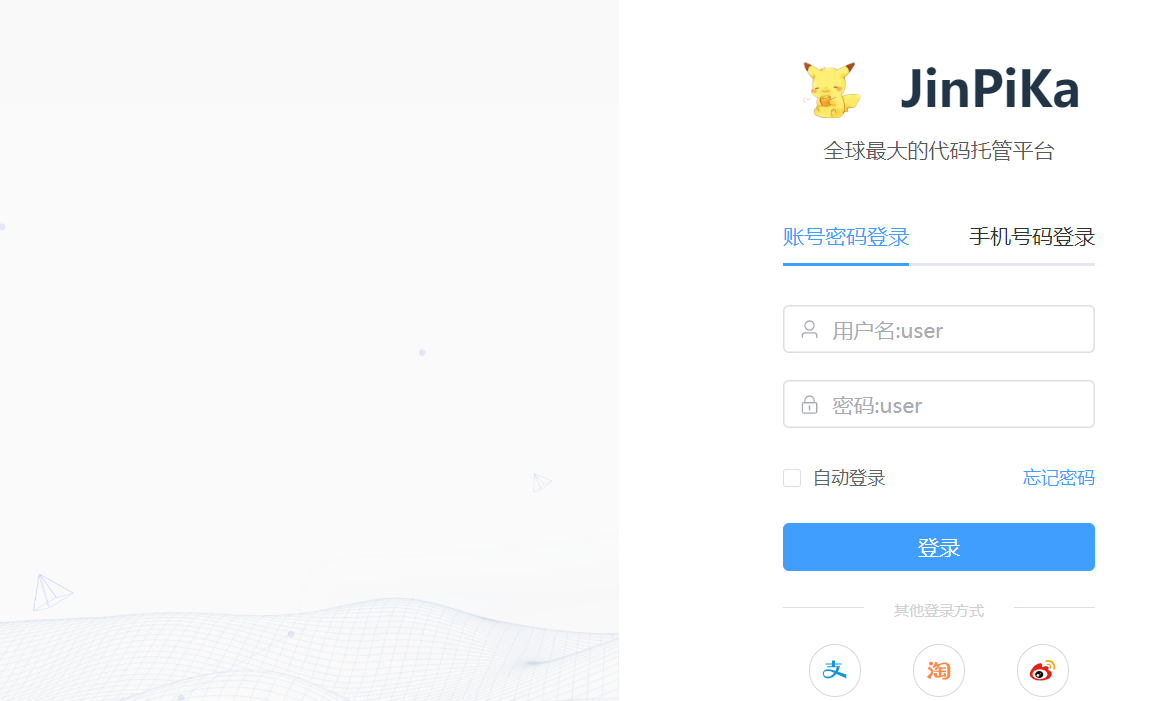 JinPiKa
全球最大的代码托管平台
账号密码登录 手机号码登录
用户名:user
密码:user
自动登录 忘记密码
登录
其他登录方式
支 淘